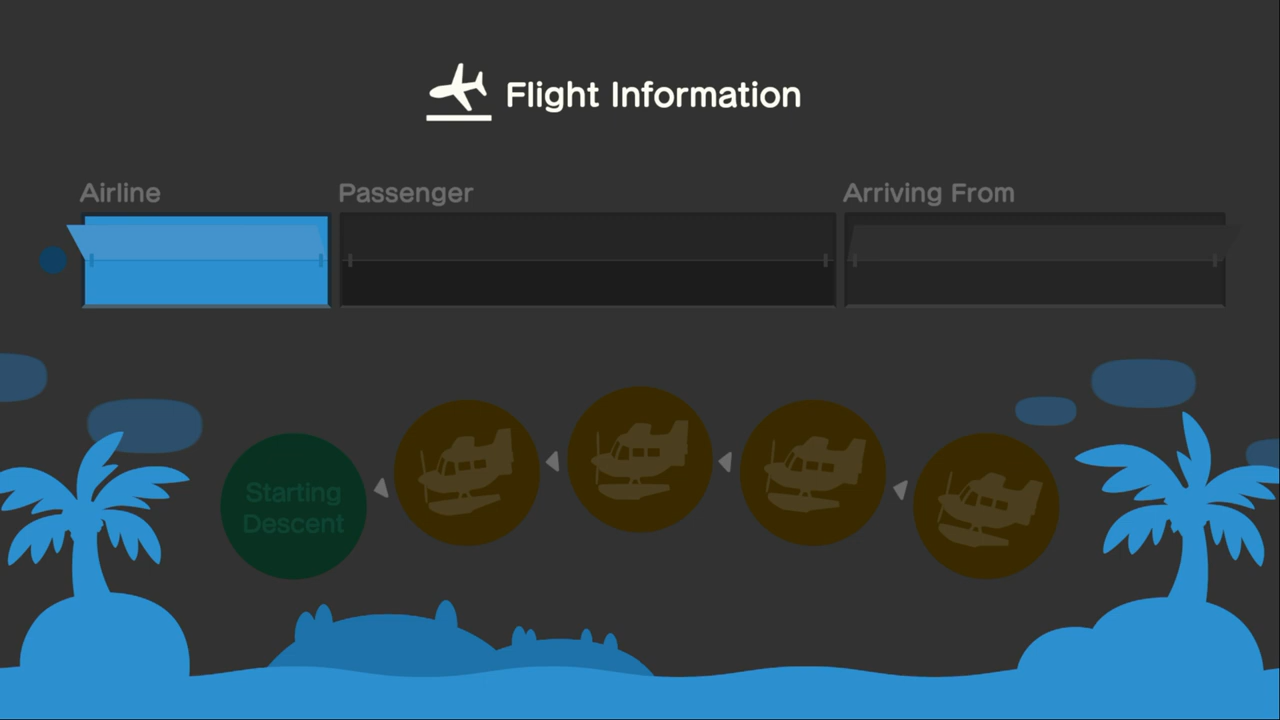 Flight Information
Airline
Passenger
Arriving From
Starting
Descent